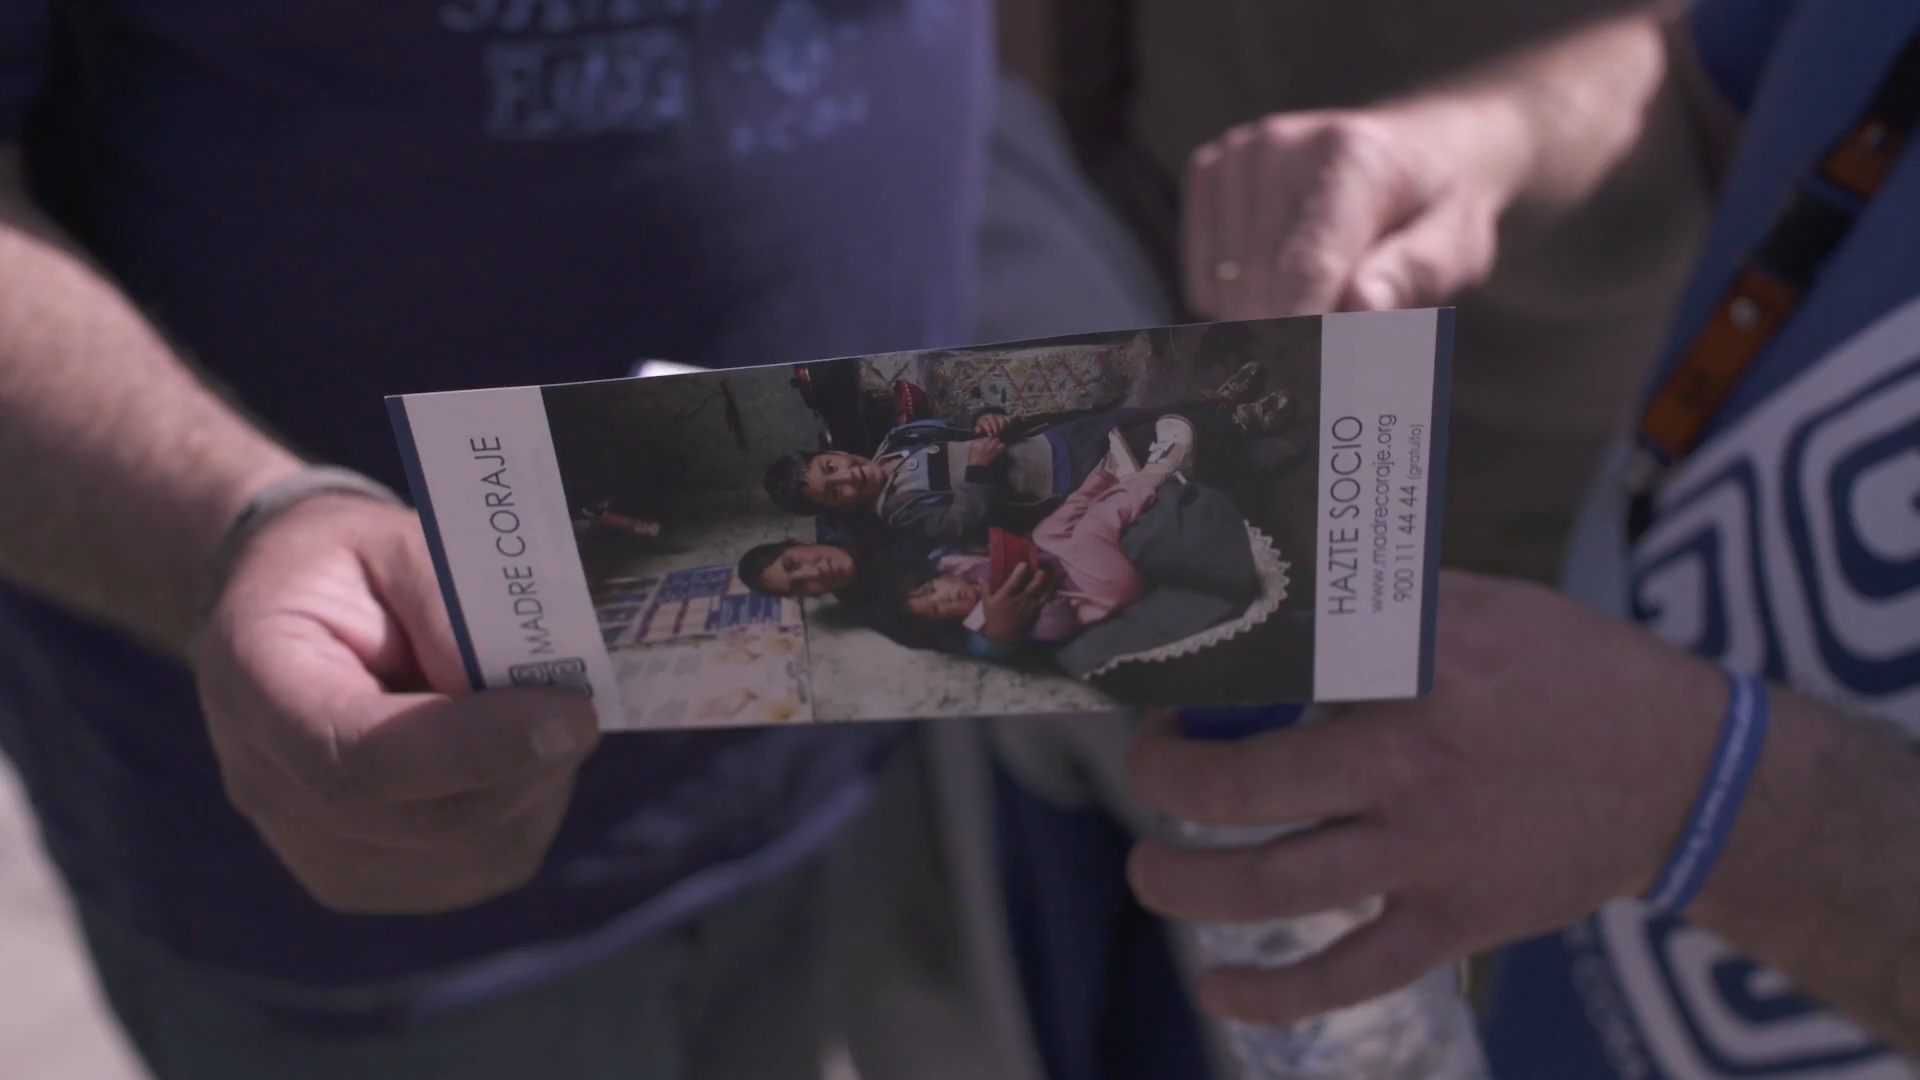 MADRE CORAJE
HAZTE SOCIO
www.madrecoraje.org
900 11 44 44 (gratuito)